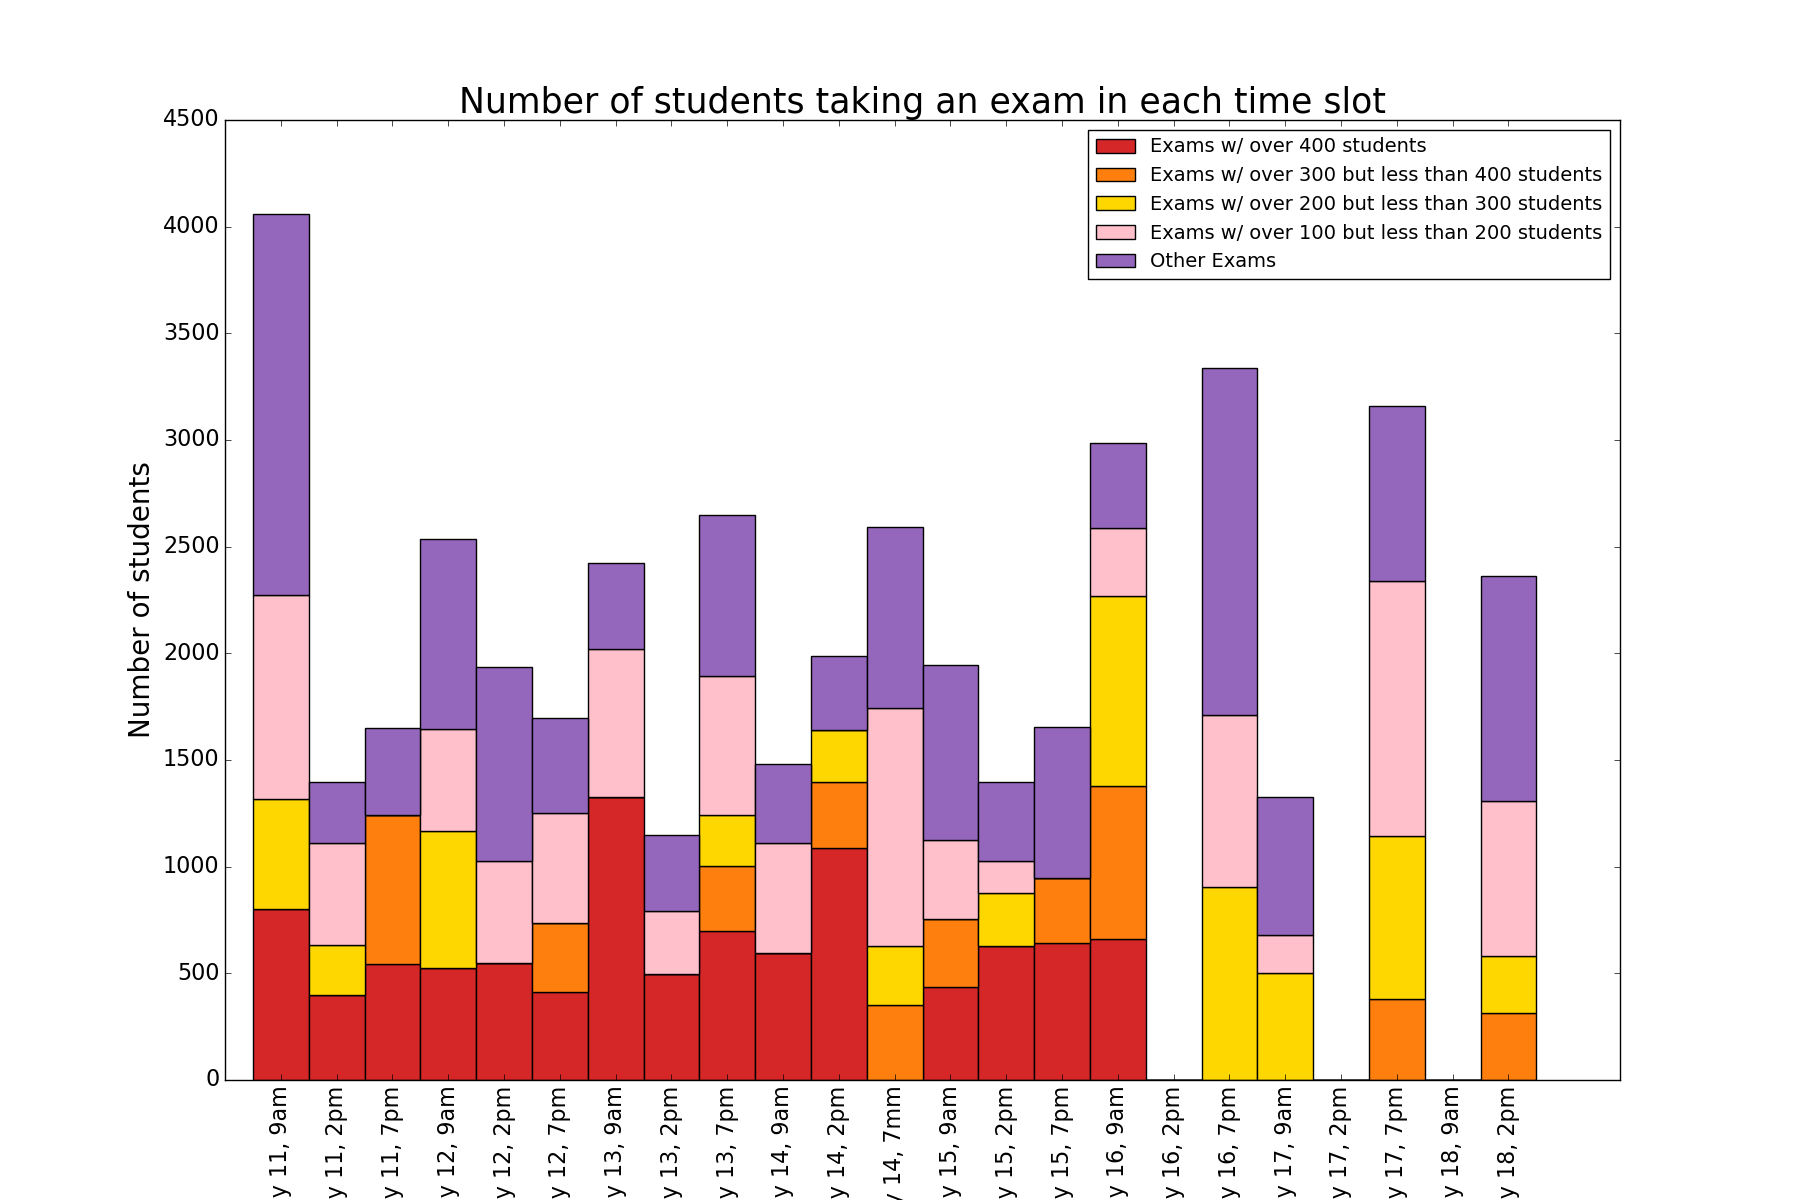 Number of students taking an exam in each time slot
4500
4000
3500
3000
2500
2000
1500
1000
500
0
Number of students
Exams w/ over 400 students
Exams w/ over 300 but less than 400 students
Exams w/ over 200 but less than 300 students
Exams w/ over 100 but less than 200 students
Other Exams
y 11, 9am
y 11, 2pm
y 11, 7pm
y 12, 9am
y 12, 2pm
y 12, 7pm
y 13, 9am
y 13, 2pm
y 13, 7pm
y 14, 9am
y 14, 2pm
y 14, 7mm
y 15, 9am
y 15, 2pm
y 15, 7pm
y 16, 9am
y 16, 2pm
y 16, 7pm
y 17, 9am
y 17, 2pm
y 17, 7pm
y 18, 9am
y 18, 2pm